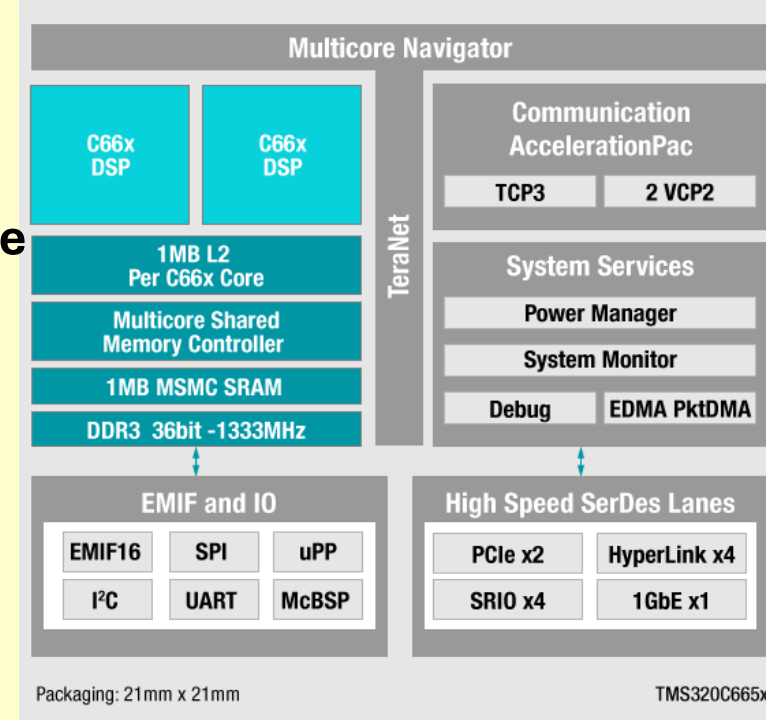 Multicore Navigator
C66x
DSP
C66x
DSP
e
1MB L2
Per C66x Core
Multicore Shared
Memory Controller
1MB MSMC SRAM
DDR3 36bit -1333MHz
TeraNet
Communication
AccelerationPac
TCP3
2 VCP2
System Services
Power Manager
System Monitor
Debug
EDMA PktDMA
EMIF and IO
EMIF16
SPI
uPP
I²C
UART
McBSP
High Speed SerDes Lanes
PCIe x2
HyperLink x4
SRIO x4
1GbE x1
Packaging: 21mm x 21mm
TMS320C665x